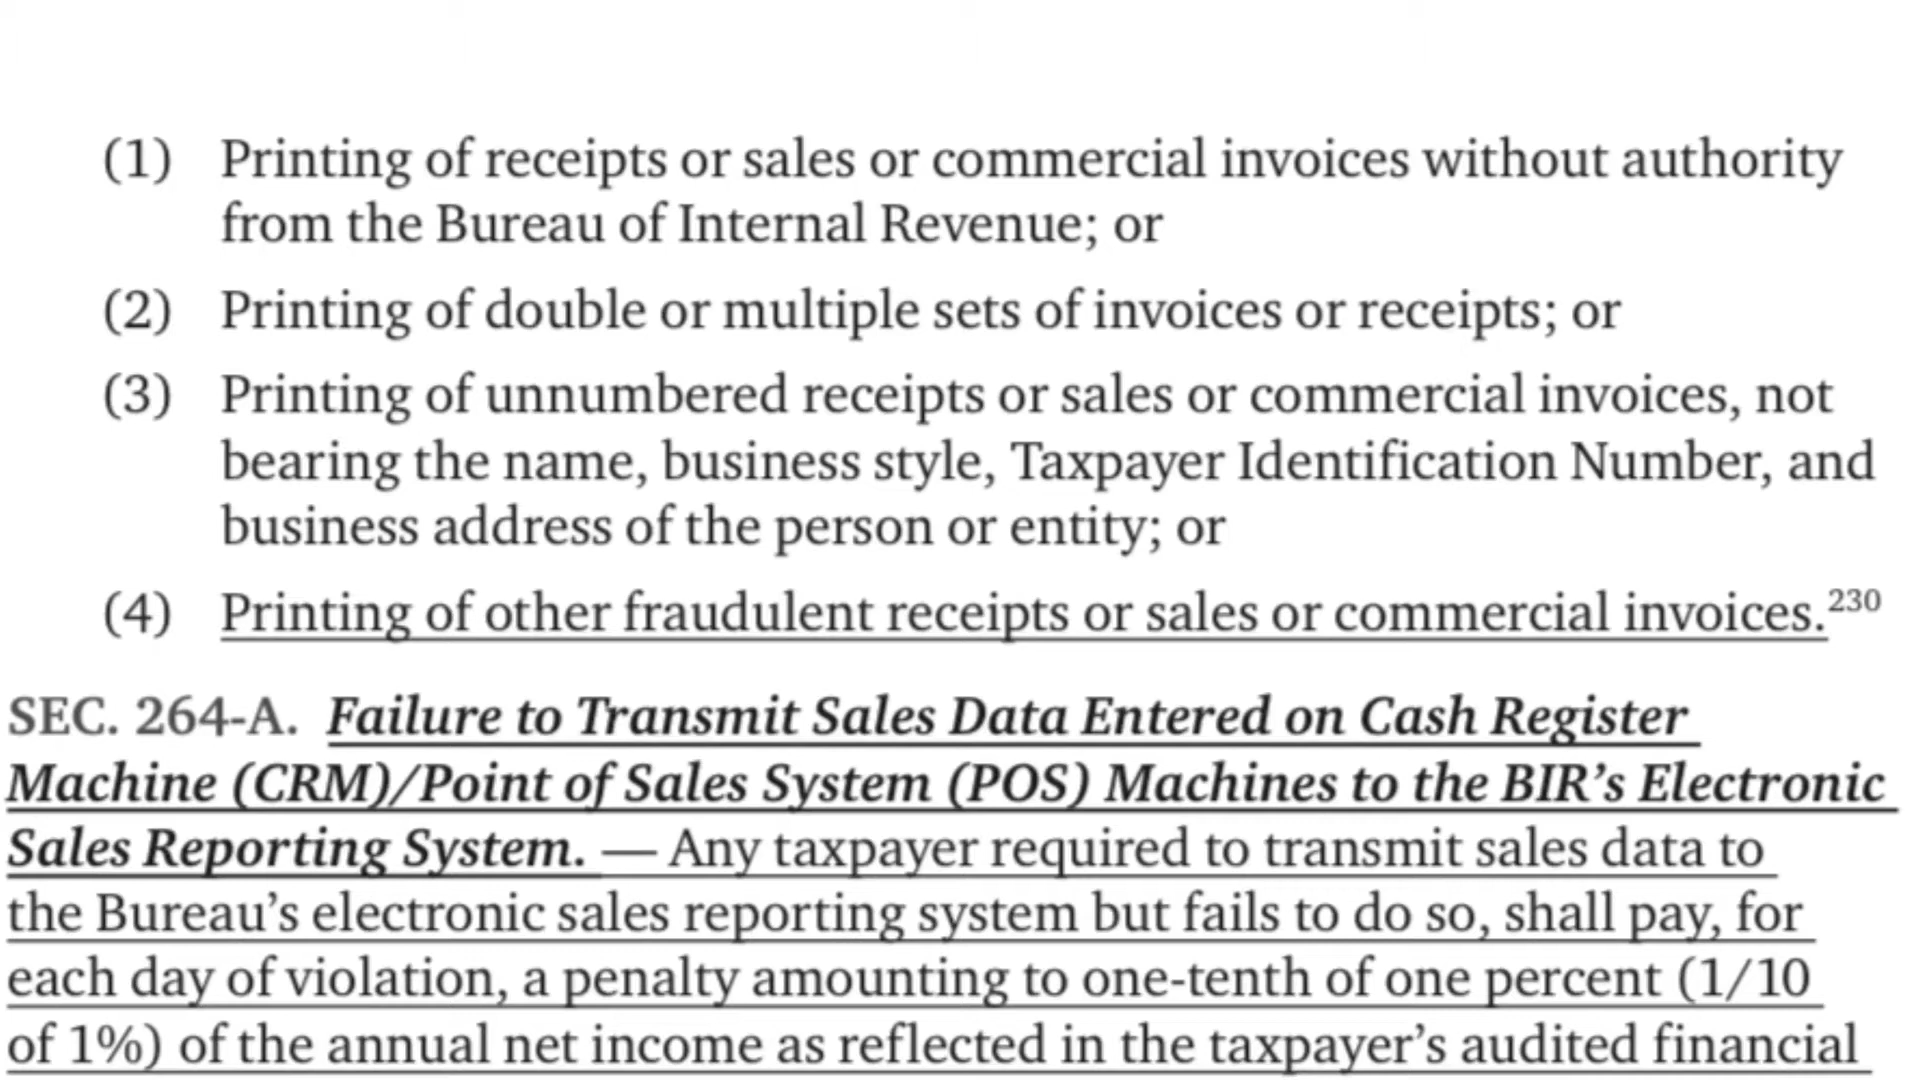 (1) Printing of receipts or sales or commercial invoices without authority
from the Bureau of Internal Revenue; or
(2) Printing of double or multiple sets of invoices or receipts; or
(3) Printing of unnumbered receipts or sales or commercial invoices, not
bearing the name, business style, Taxpayer Identification Number, and
business address of the person or entity; or
(4) Printing of other fraudulent receipts or sales or commercial invoices.230
SEC. 264-A. Failure to Transmit Sales Data Entered on Cash Register
Machine (CRM)/Point of Sales System (POS) Machines to the BIR’s Electronic
Sales Reporting System. — Any taxpayer required to transmit sales data to
the Bureau’s electronic sales reporting system but fails to do so, shall pay, for
each day of violation, a penalty amounting to one-tenth of one percent (1/10
of 1%) of the annual net income as reflected in the taxpayer’s audited financial